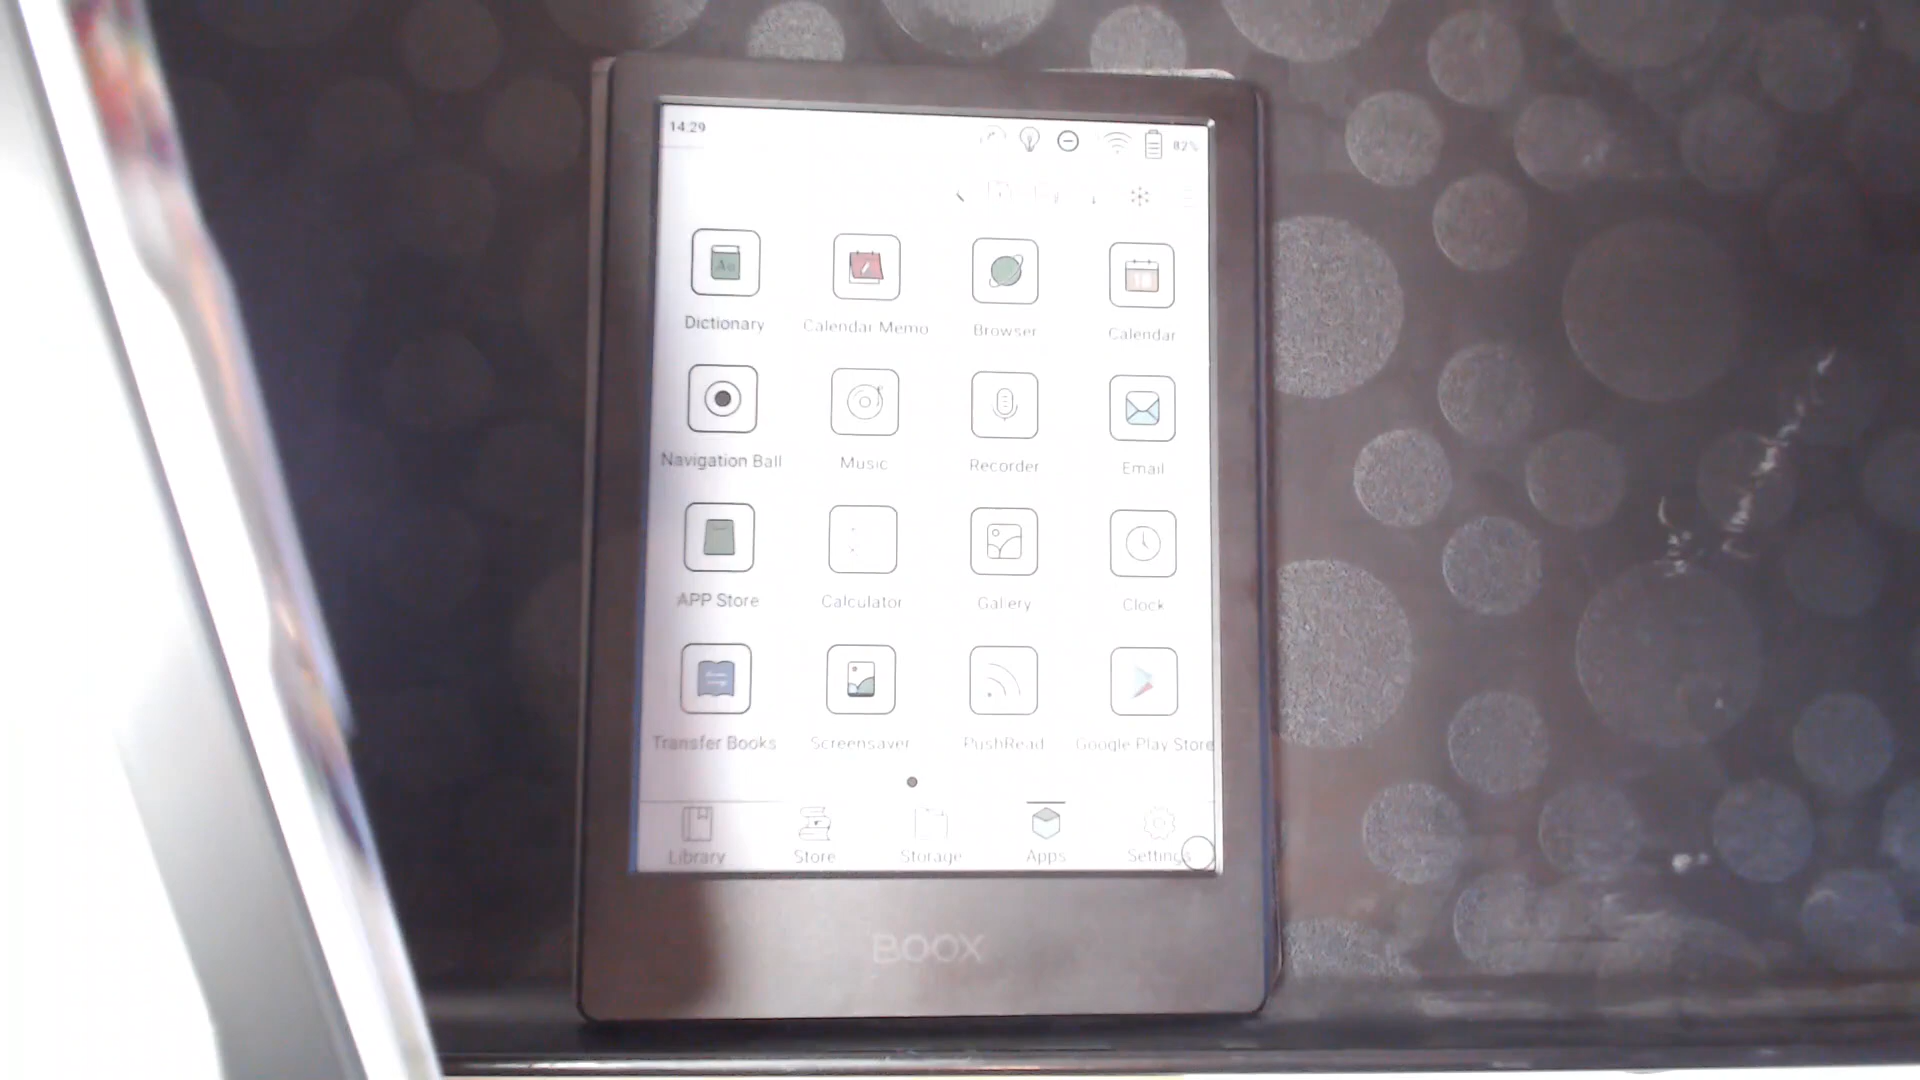 14:29 82%
Dictionary Calendar Memo Browser Calendar
Navigation Ball Music Recorder Email
APP Store Calculator Gallery Clock
Transfer Books Screensaver PushRead Google Play Store
Library Store Storage Apps Settings
BOOX